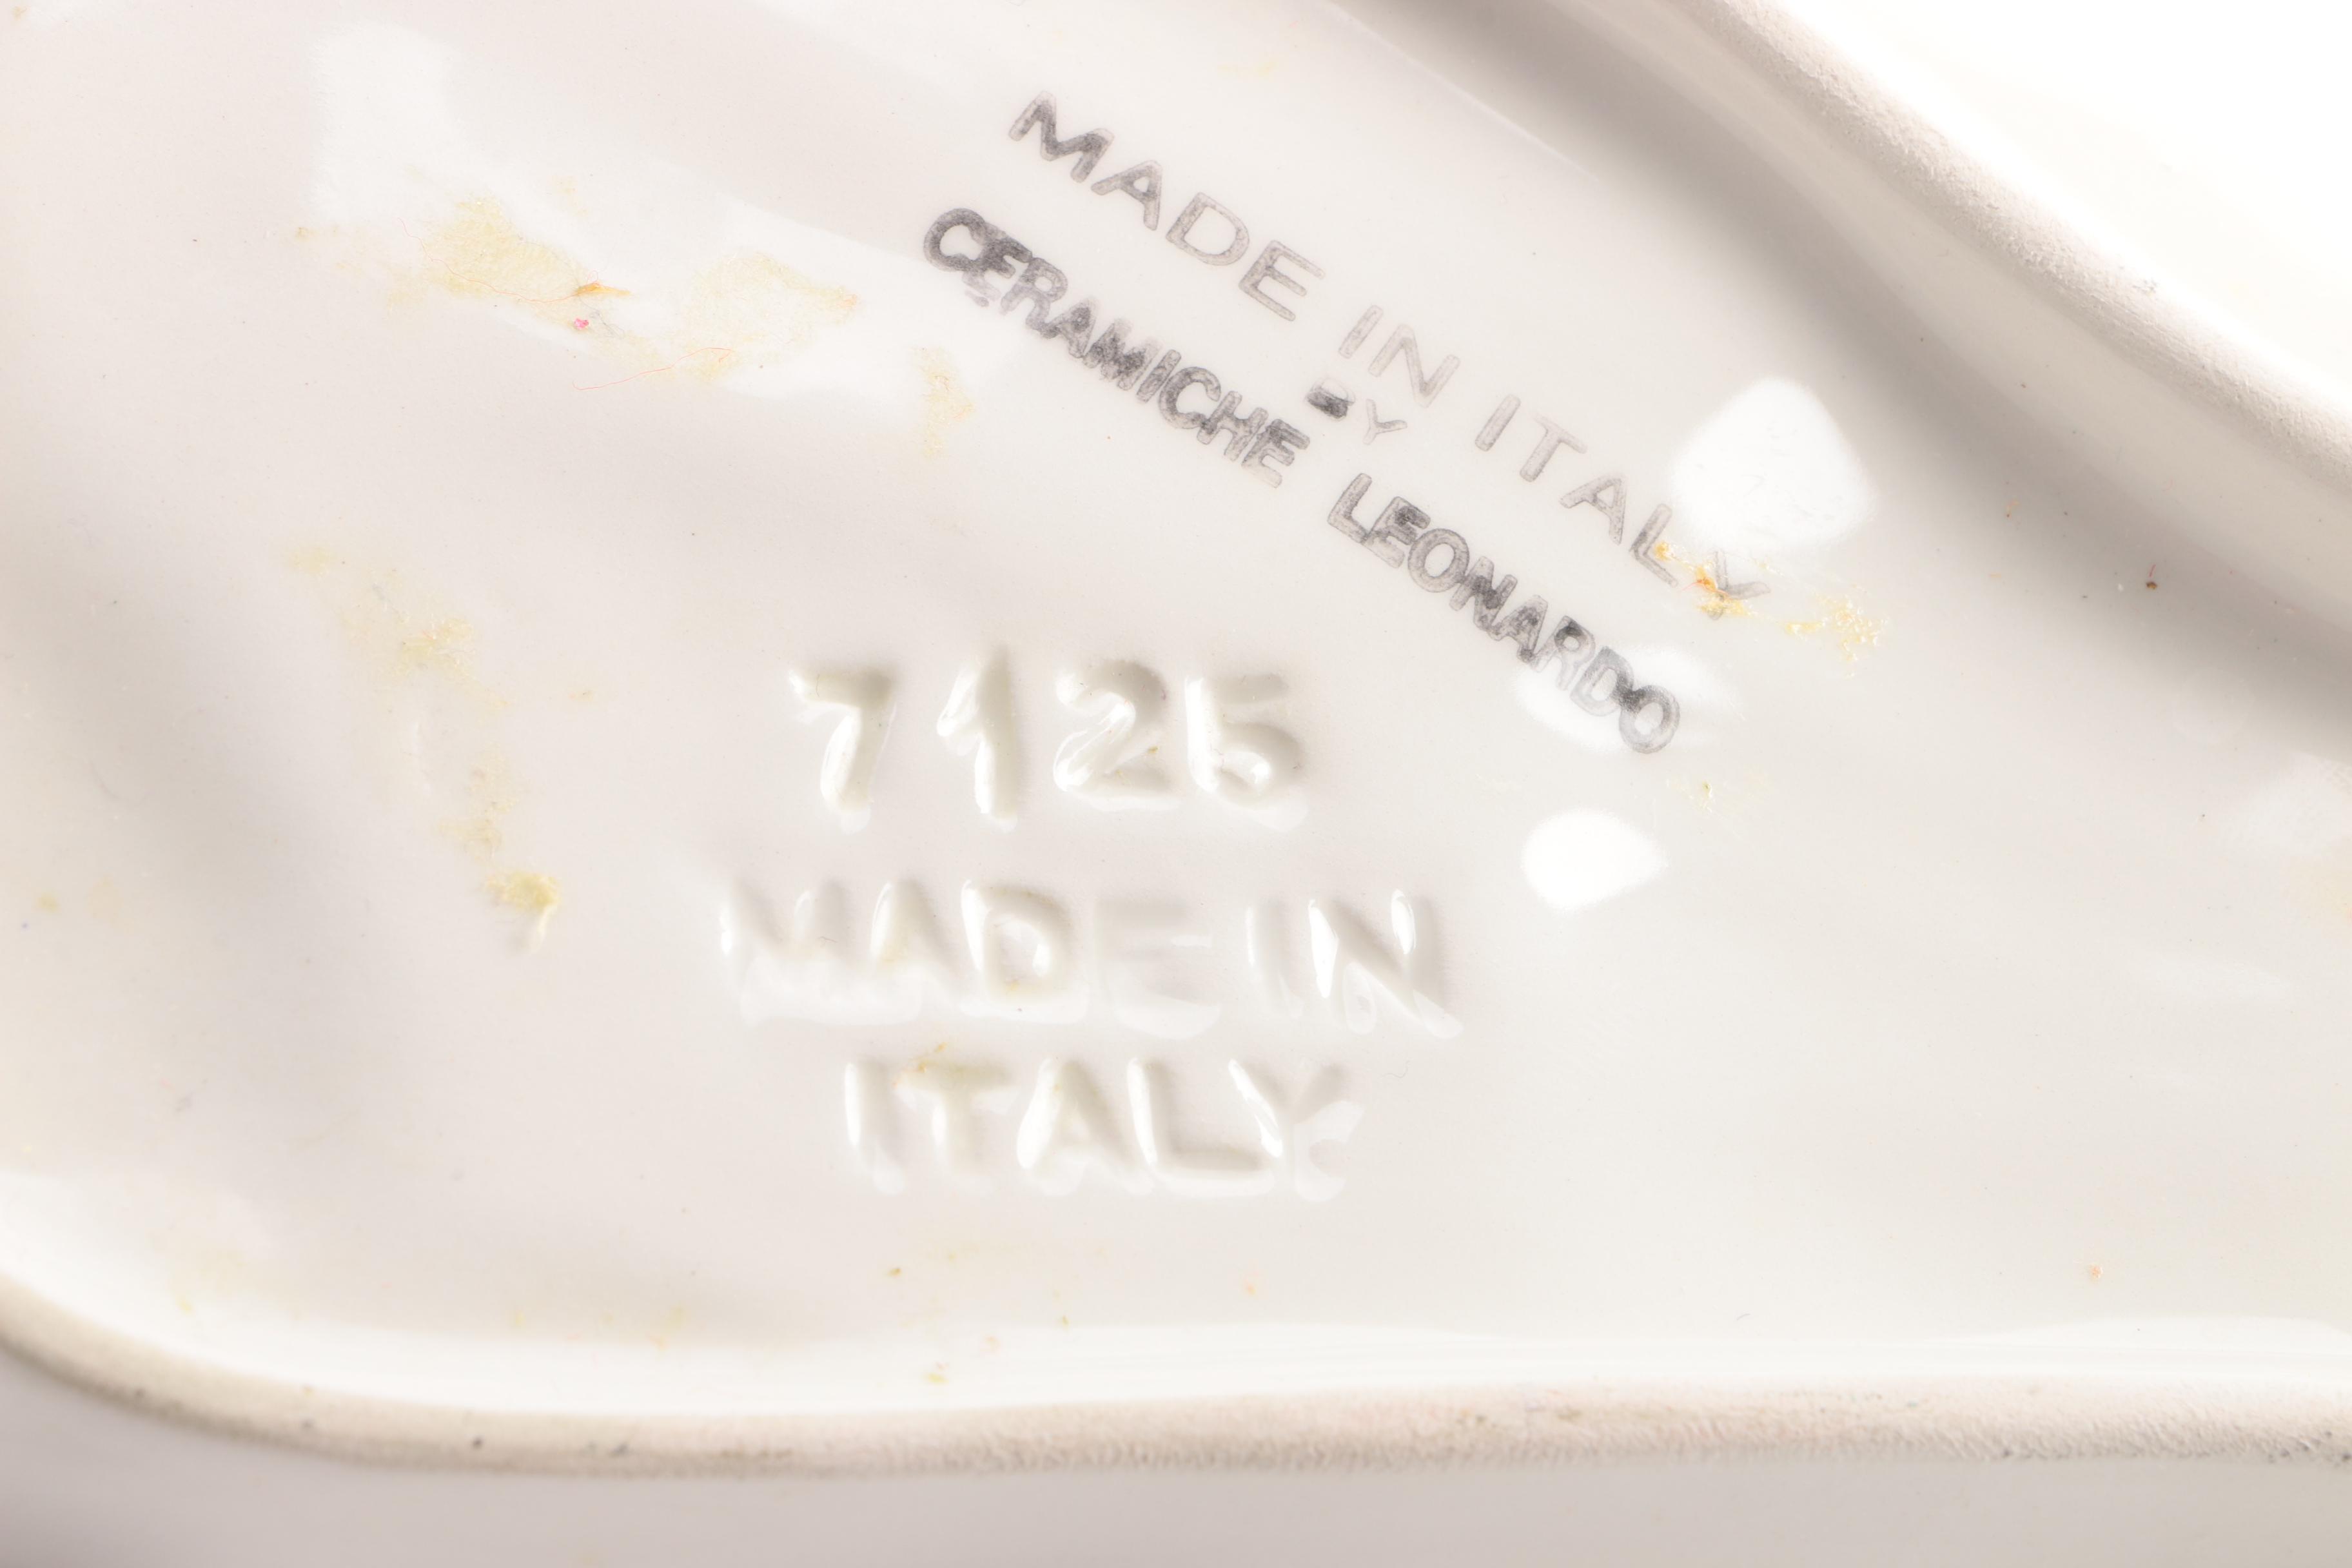 MADE IN ITALY
BY
CERAMICHE LEONARDO
7125
MADE IN
ITALY